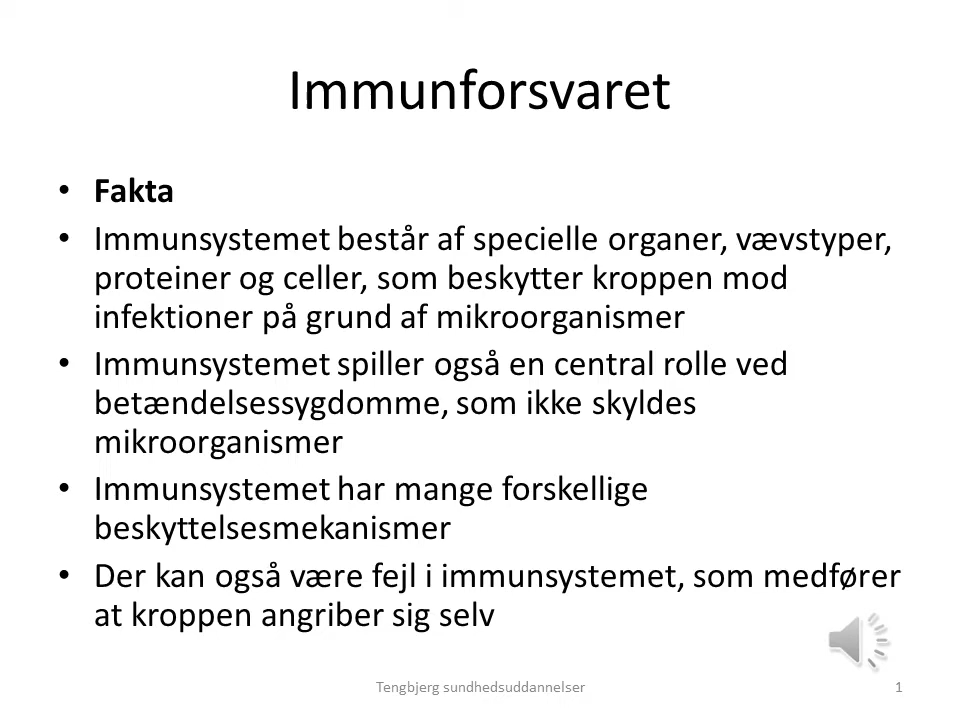 Immunforsvaret
• Fakta
• Immunsystemet består af specielle organer, vævstyper,
proteiner og celler, som beskytter kroppen mod
infektioner på grund af mikroorganismer
• Immunsystemet spiller også en central rolle ved
betændelsessygdomme, som ikke skyldes
mikroorganismer
• Immunsystemet har mange forskellige
beskyttelsesmekanismer
• Der kan også være fejl i immunsystemet, som medfører
at kroppen angriber sig selv
Tengbjerg sundhedsuddannelser
1